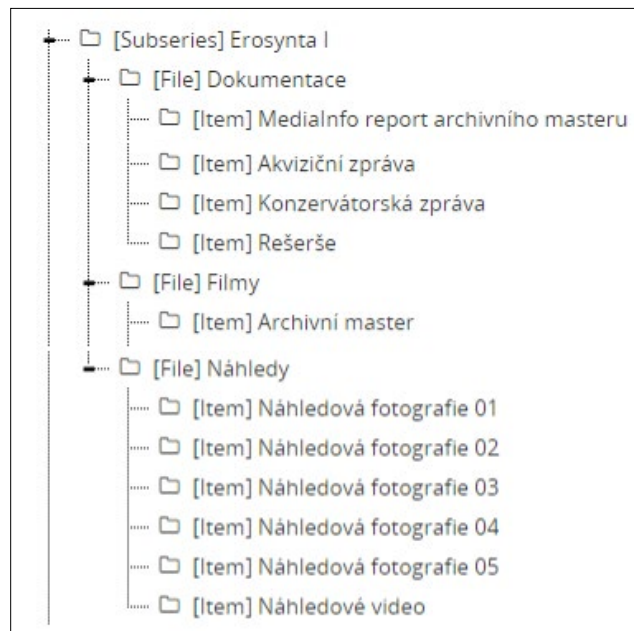 [Subseries] Erosynta I
[File] Dokumentace
[Item] MediaInfo report archivního masteru
[Item] Akviziční zpráva
[Item] Konzervátorská zpráva
[Item] Rešerše
[File] Filmy
[Item] Archivní master
[File] Náhledy
[Item] Náhledová fotografie 01
[Item] Náhledová fotografie 02
[Item] Náhledová fotografie 03
[Item] Náhledová fotografie 04
[Item] Náhledová fotografie 05
[Item] Náhledové video